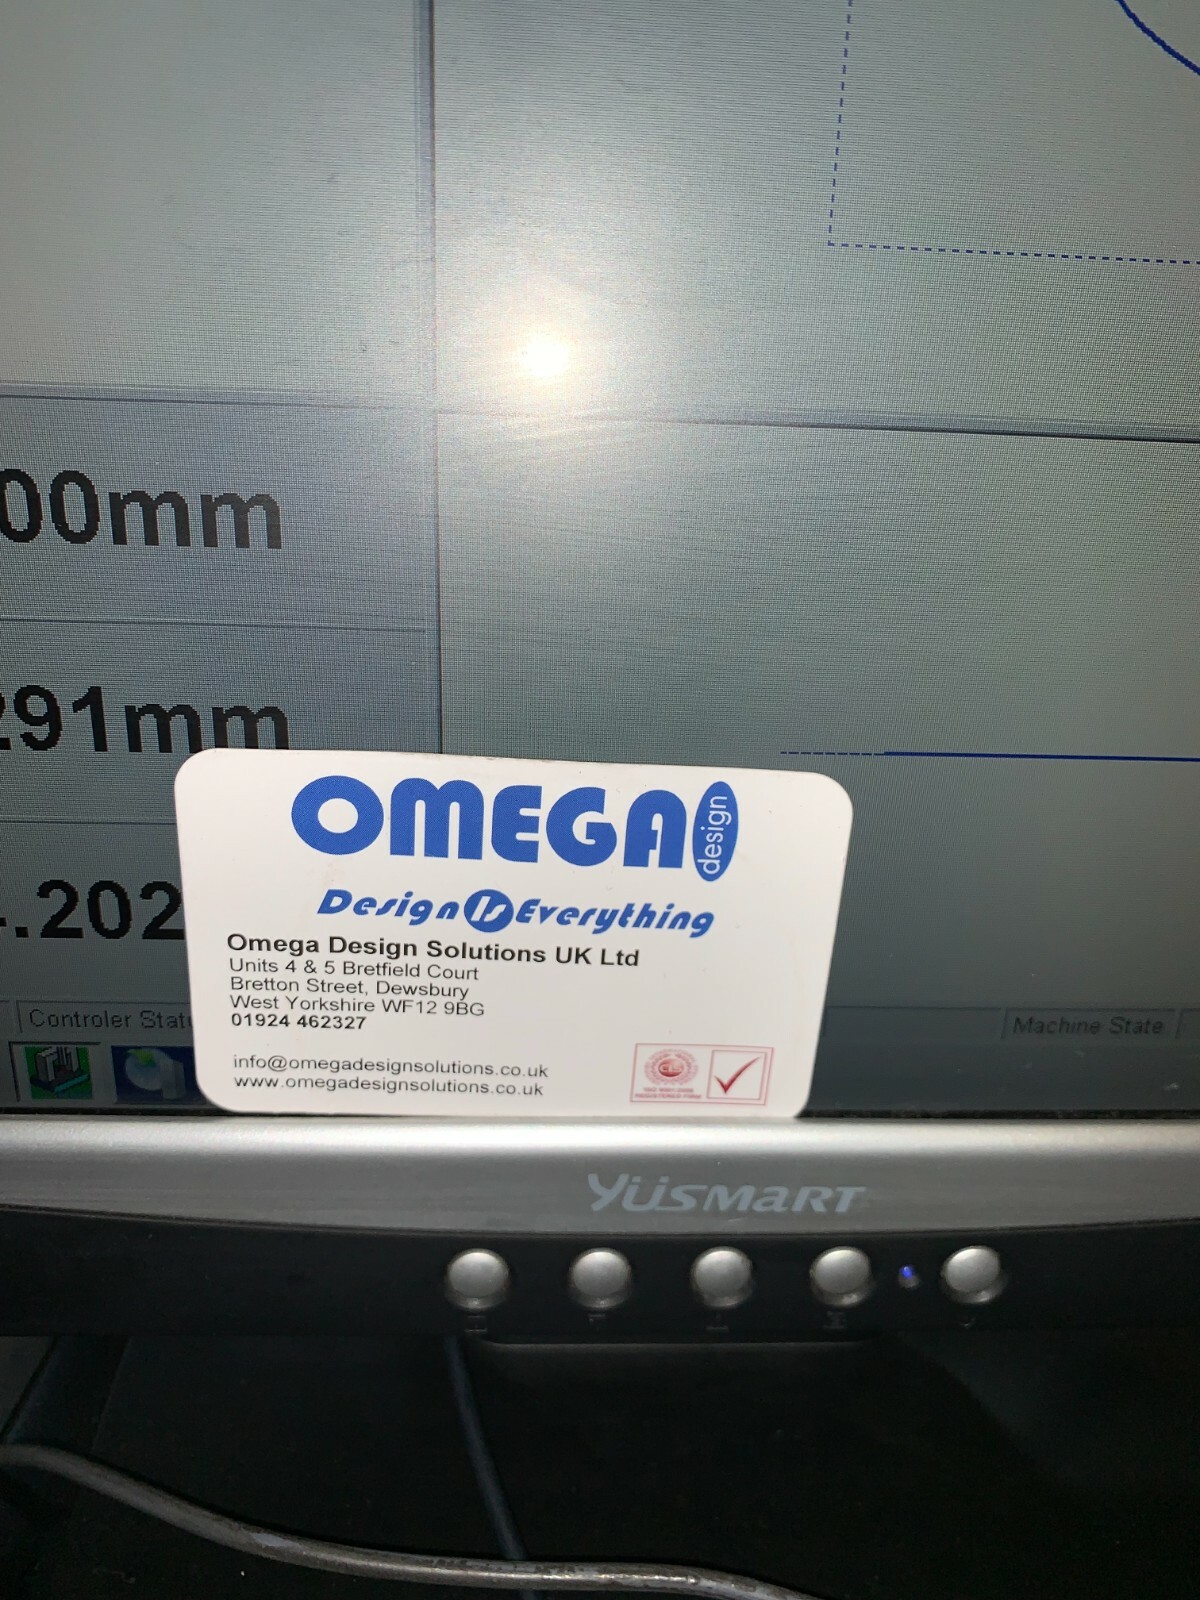 00mm
291mm
.202
OMEGA design
Design Is Everything
Omega Design Solutions UK Ltd
Units 4 & 5 Bretfield Court
Bretton Street, Dewsbury
West Yorkshire WF12 9BG
01924 462327
info@omegadesignsolutions.co.uk
www.omegadesignsolutions.co.uk
Controler
Machine State
YÜSMART